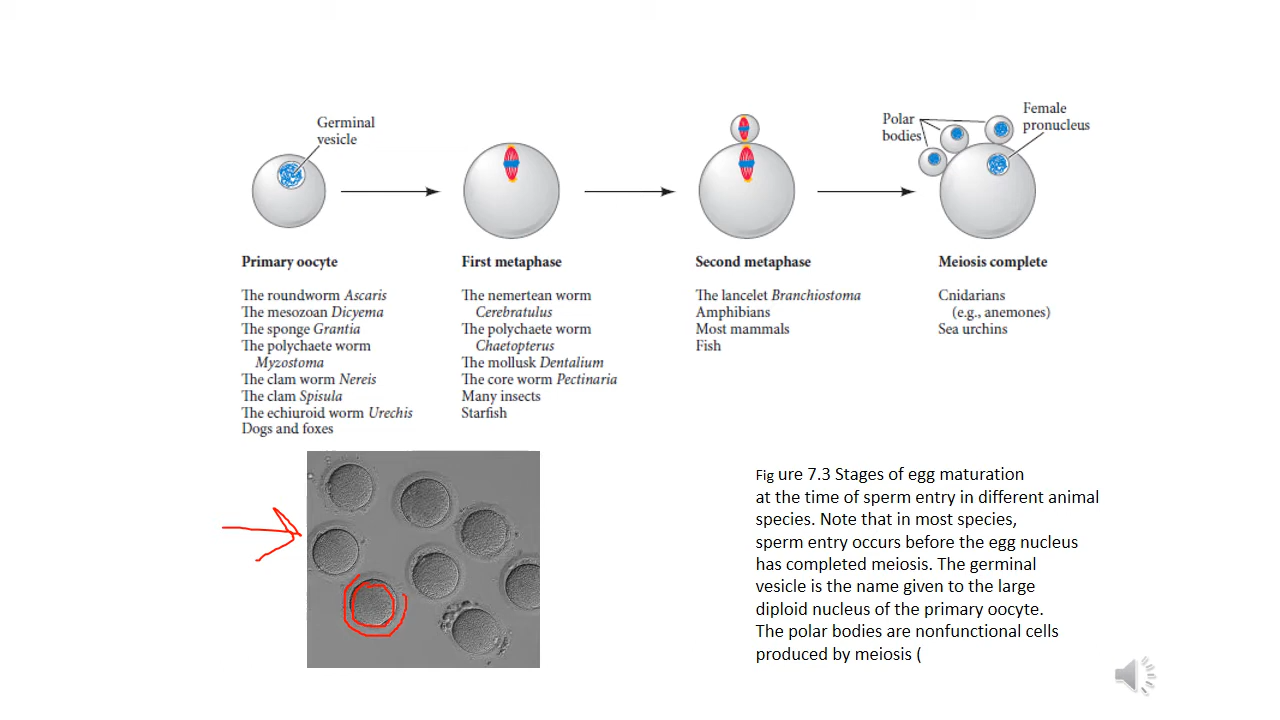 Germinal
vesicle
Polar
bodies
Female
pronucleus
Primary oocyte
The roundworm Ascaris
The mesozoan Dicyema
The sponge Grantia
The polychaete worm
Myzostoma
The clam worm Nereis
The clam Spisula
The echiuroid worm Urechis
Dogs and foxes
First metaphase
The nemertean worm
Cerebratulus
The polychaete worm
Chaetopterus
The mollusk Dentalium
The core worm Pectinaria
Many insects
Starfish
Second metaphase
The lancelet Branchiostoma
Amphibians
Most mammals
Fish
Meiosis complete
Cnidarians
(e.g., anemones)
Sea urchins
Fig ure 7.3 Stages of egg maturation
at the time of sperm entry in different animal
species. Note that in most species,
sperm entry occurs before the egg nucleus
has completed meiosis. The germinal
vesicle is the name given to the large
diploid nucleus of the primary oocyte.
The polar bodies are nonfunctional cells
produced by meiosis (